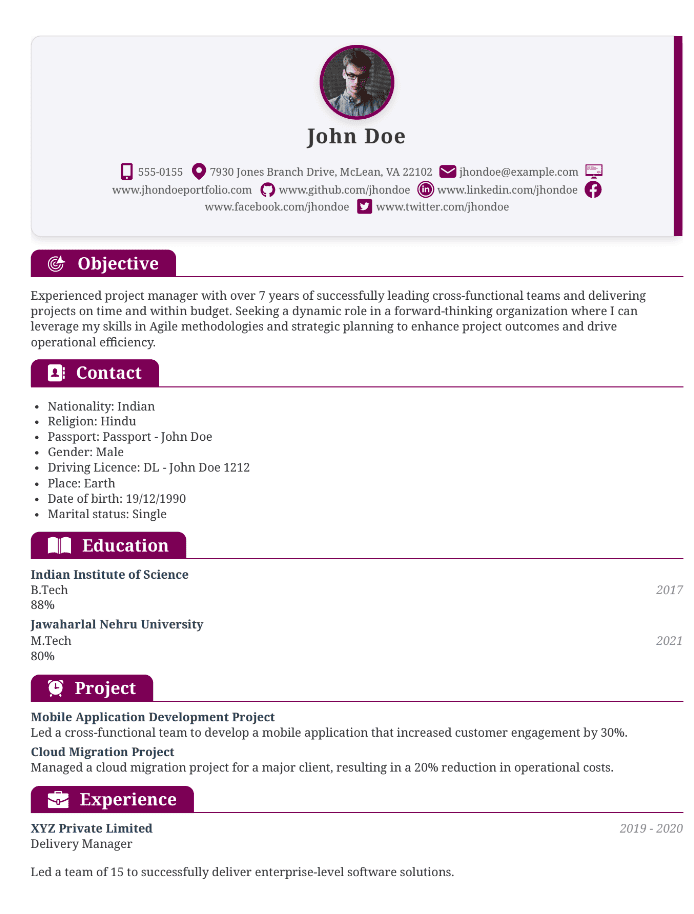 John Doe
555-0155 7930 Jones Branch Drive, McLean, VA 22102 jhondoe@example.com
www.jhondoeportfolio.com www.github.com/jhondoe www.linkedin.com/jhondoe
www.facebook.com/jhondoe www.twitter.com/jhondoe
Objective
Experienced project manager with over 7 years of successfully leading cross-functional teams and delivering
projects on time and within budget. Seeking a dynamic role in a forward-thinking organization where I can
leverage my skills in Agile methodologies and strategic planning to enhance project outcomes and drive
operational efficiency.
Contact
• Nationality: Indian
• Religion: Hindu
• Passport: Passport - John Doe
• Gender: Male
• Driving Licence: DL - John Doe 1212
• Place: Earth
• Date of birth: 19/12/1990
• Marital status: Single
Education
Indian Institute of Science
B.Tech 2017
88%
Jawaharlal Nehru University
M.Tech 2021
80%
Project
Mobile Application Development Project
Led a cross-functional team to develop a mobile application that increased customer engagement by 30%.
Cloud Migration Project
Managed a cloud migration project for a major client, resulting in a 20% reduction in operational costs.
Experience
XYZ Private Limited 2019 - 2020
Delivery Manager
Led a team of 15 to successfully deliver enterprise-level software solutions.